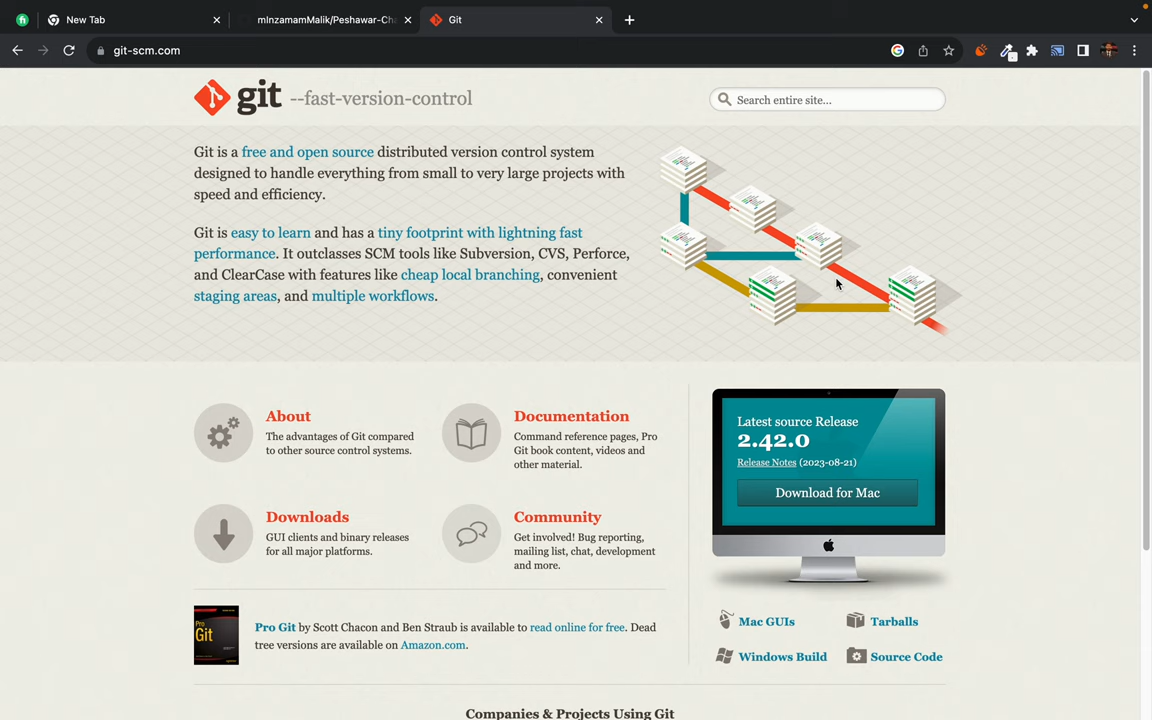 New Tab
mInzamamMalik/Peshawar-Cha
Git
git-scm.com
git --fast-version-control
Search entire site...
Git is a free and open source distributed version control system
designed to handle everything from small to very large projects with
speed and efficiency.
Git is easy to learn and has a tiny footprint with lightning fast
performance. It outclasses SCM tools like Subversion, CVS, Perforce,
and ClearCase with features like cheap local branching, convenient
staging areas, and multiple workflows.
About
The advantages of Git compared
to other source control systems.
Documentation
Command reference pages, Pro
Git book content, videos and
other material.
Downloads
GUI clients and binary releases
for all major platforms.
Community
Get involved! Bug reporting,
mailing list, chat, development
and more.
Latest source Release
2.42.0
Release Notes (2023-08-21)
Download for Mac
Pro
Git
Pro Git by Scott Chacon and Ben Straub is available to read online for free. Dead
tree versions are available on Amazon.com.
Mac GUIs
Tarballs
Windows Build
Source Code
Companies & Projects Using Git